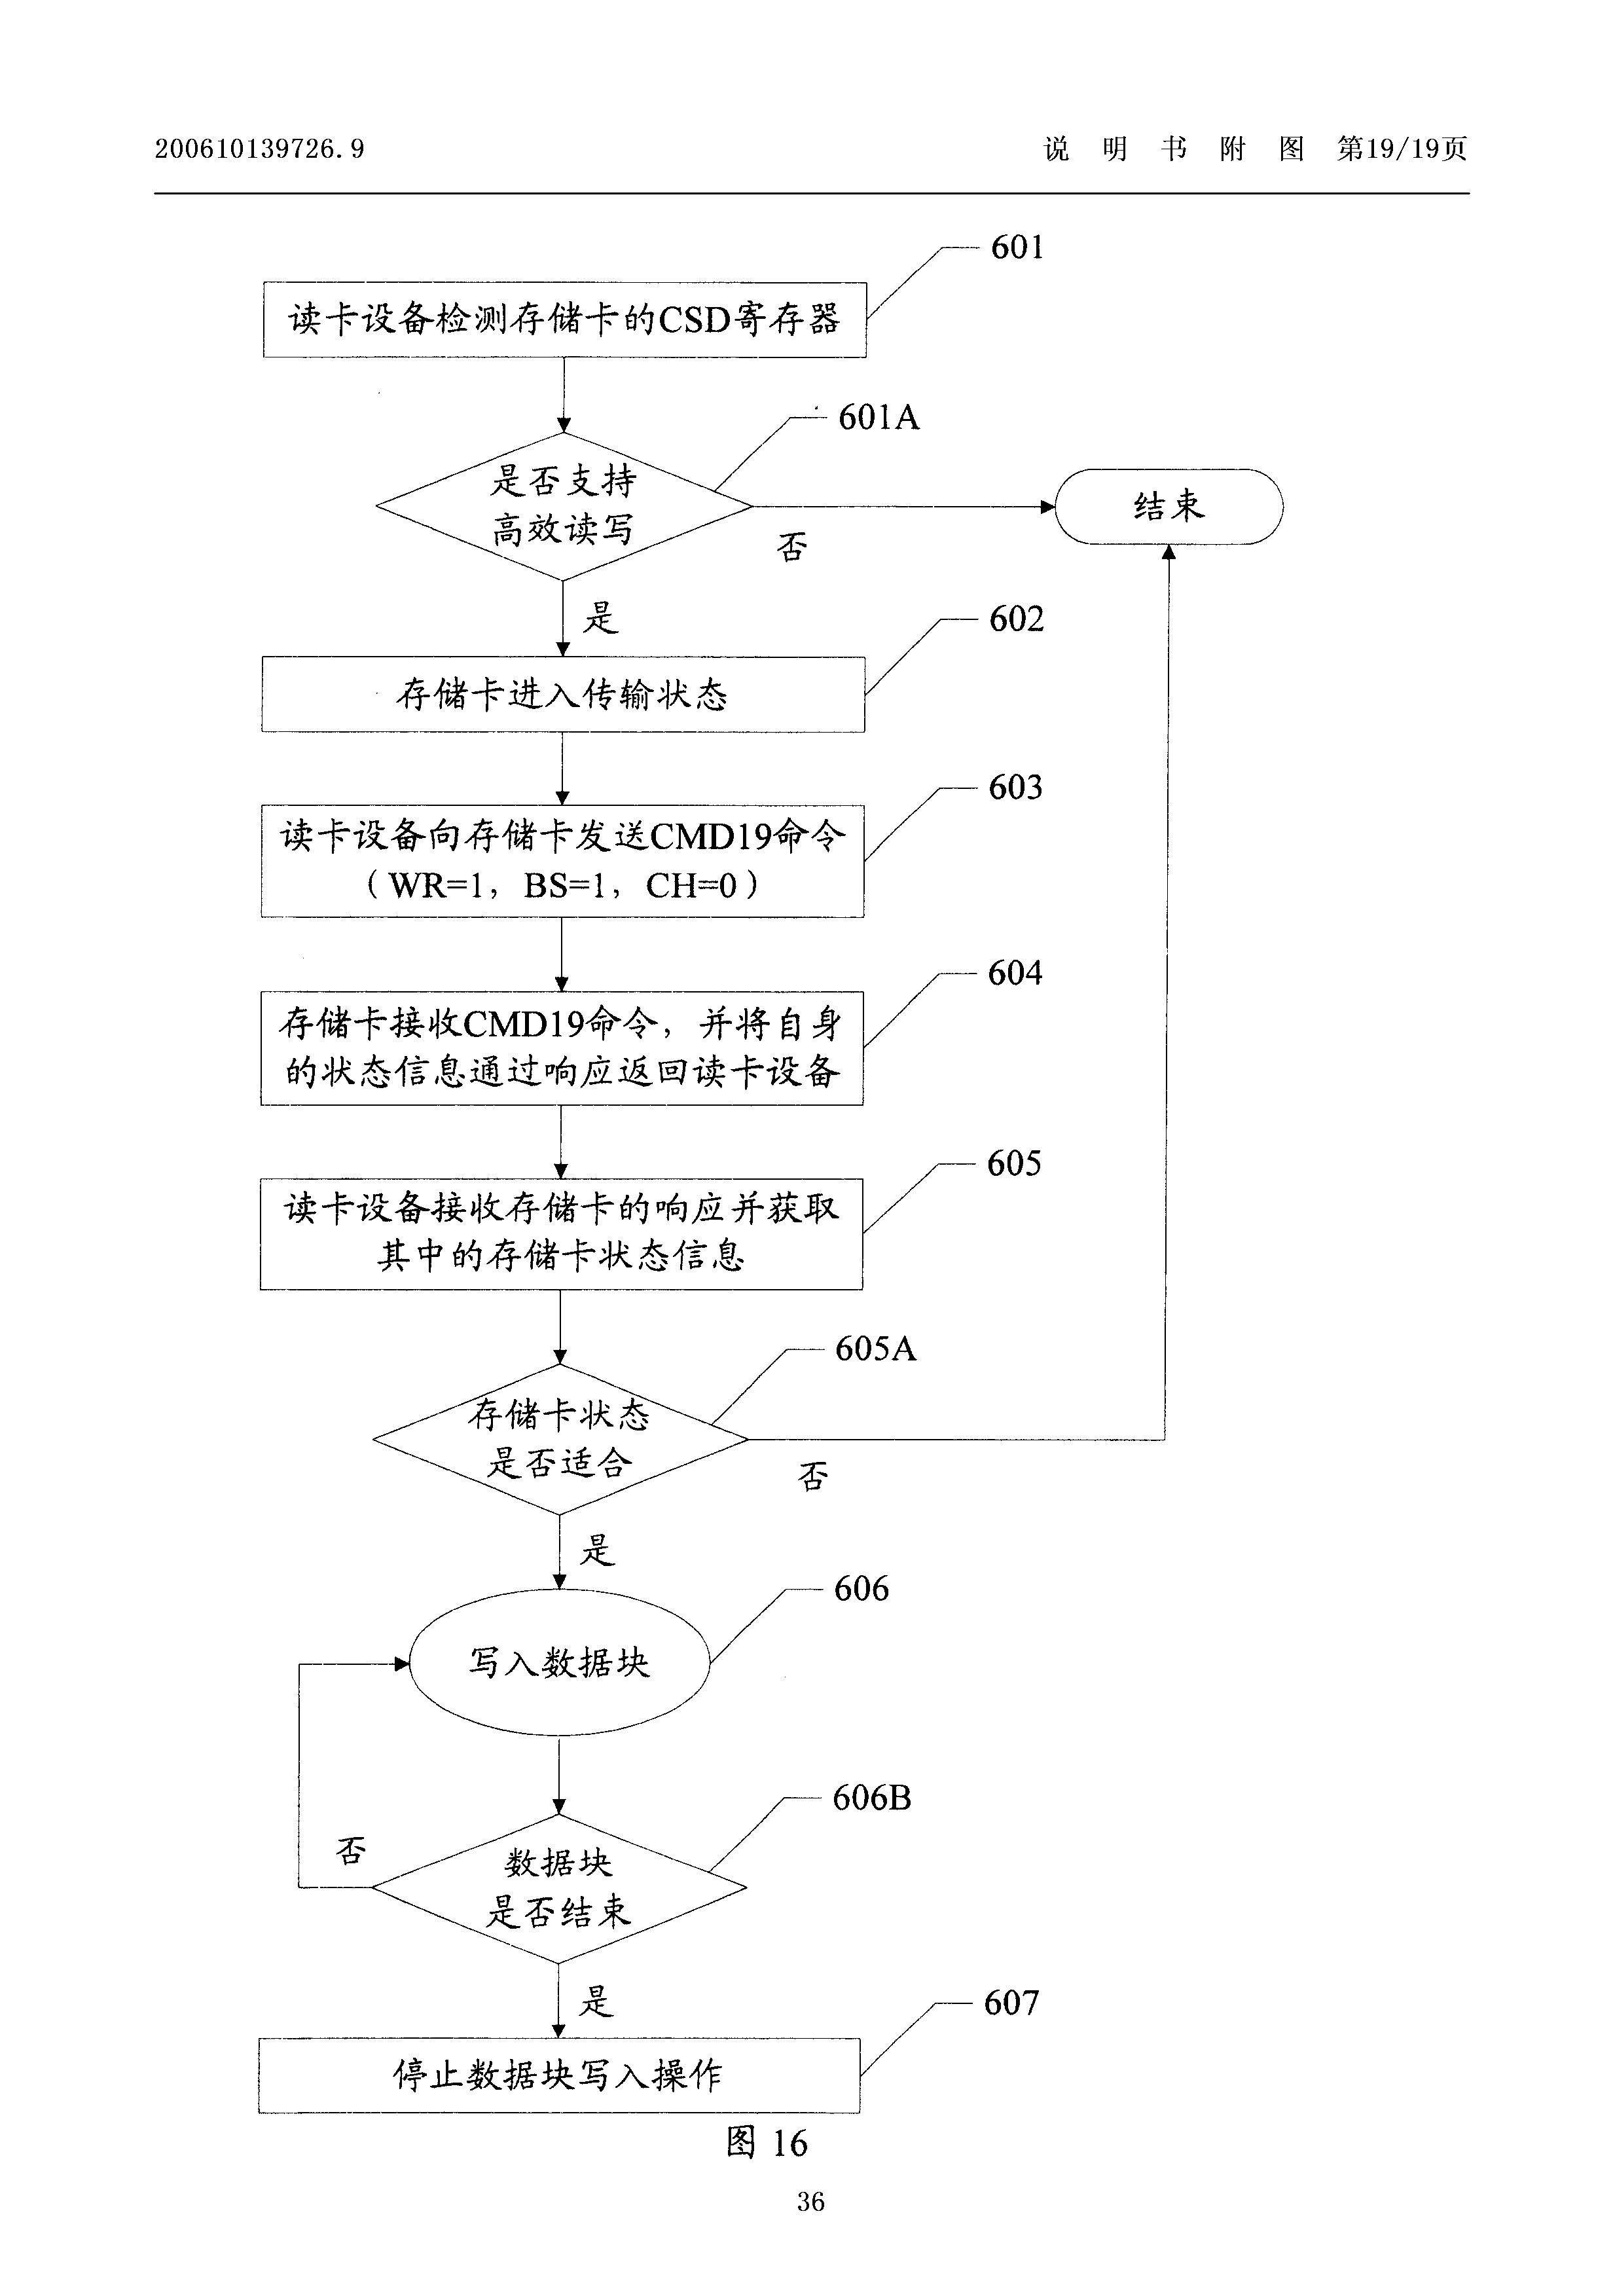 200610139726.9
说 明 书 附 图 第19/19页
601
读卡设备检测存储卡的CSD寄存器
601A
是否支持
高效读写
结束
否
是
602
存储卡进入传输状态
603
读卡设备向存储卡发送CMD19命令
（WR=1，BS=1，CH=0）
604
存储卡接收CMD19命令，并将自身
的状态信息通过响应返回读卡设备
605
读卡设备接收存储卡的响应并获取
其中的存储卡状态信息
605A
存储卡状态
是否适合
否
是
606
写入数据块
606B
否
数据块
是否结束
是
607
停止数据块写入操作
图 16
36